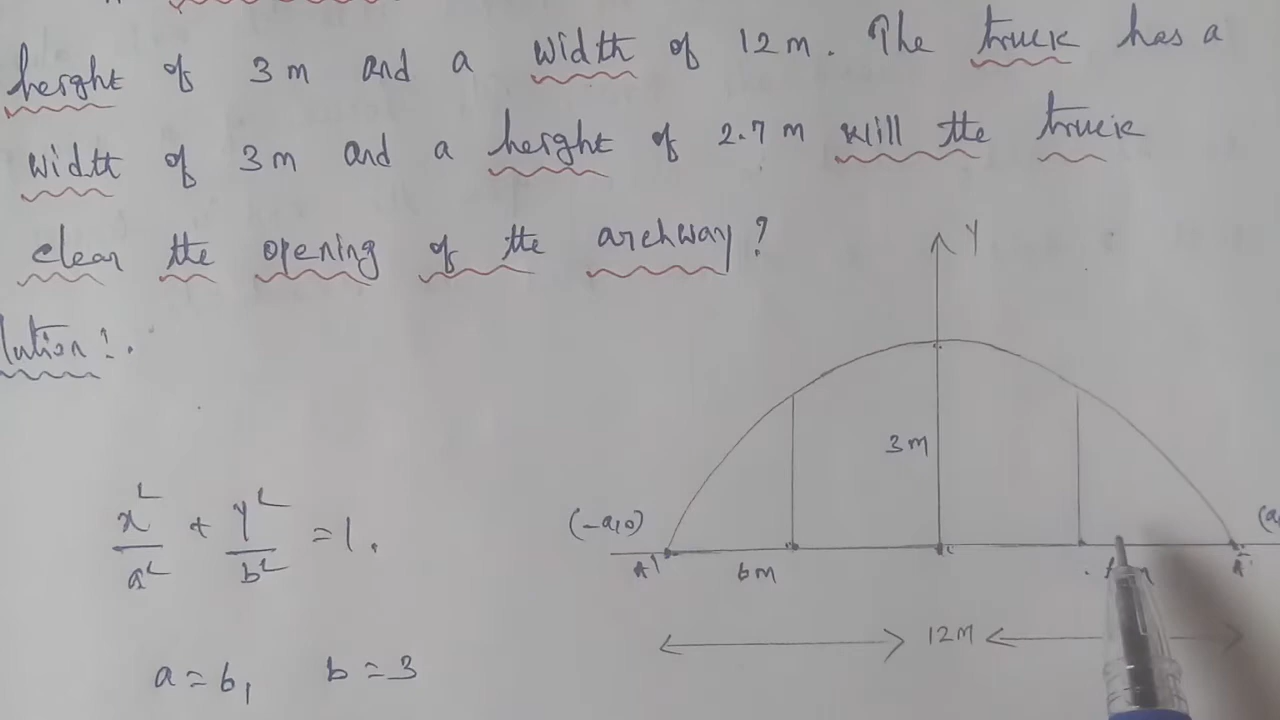 height of 3 m and a width of 12 m. The truck has a
width of 3 m and a height of 2.7 m will the truck
clear the opening of the archway?
lution:.
Y
3 m
x² / a² + y² / b² = 1.
(-a,0)
(a
A' 6m C A
12m
a = 6, b = 3